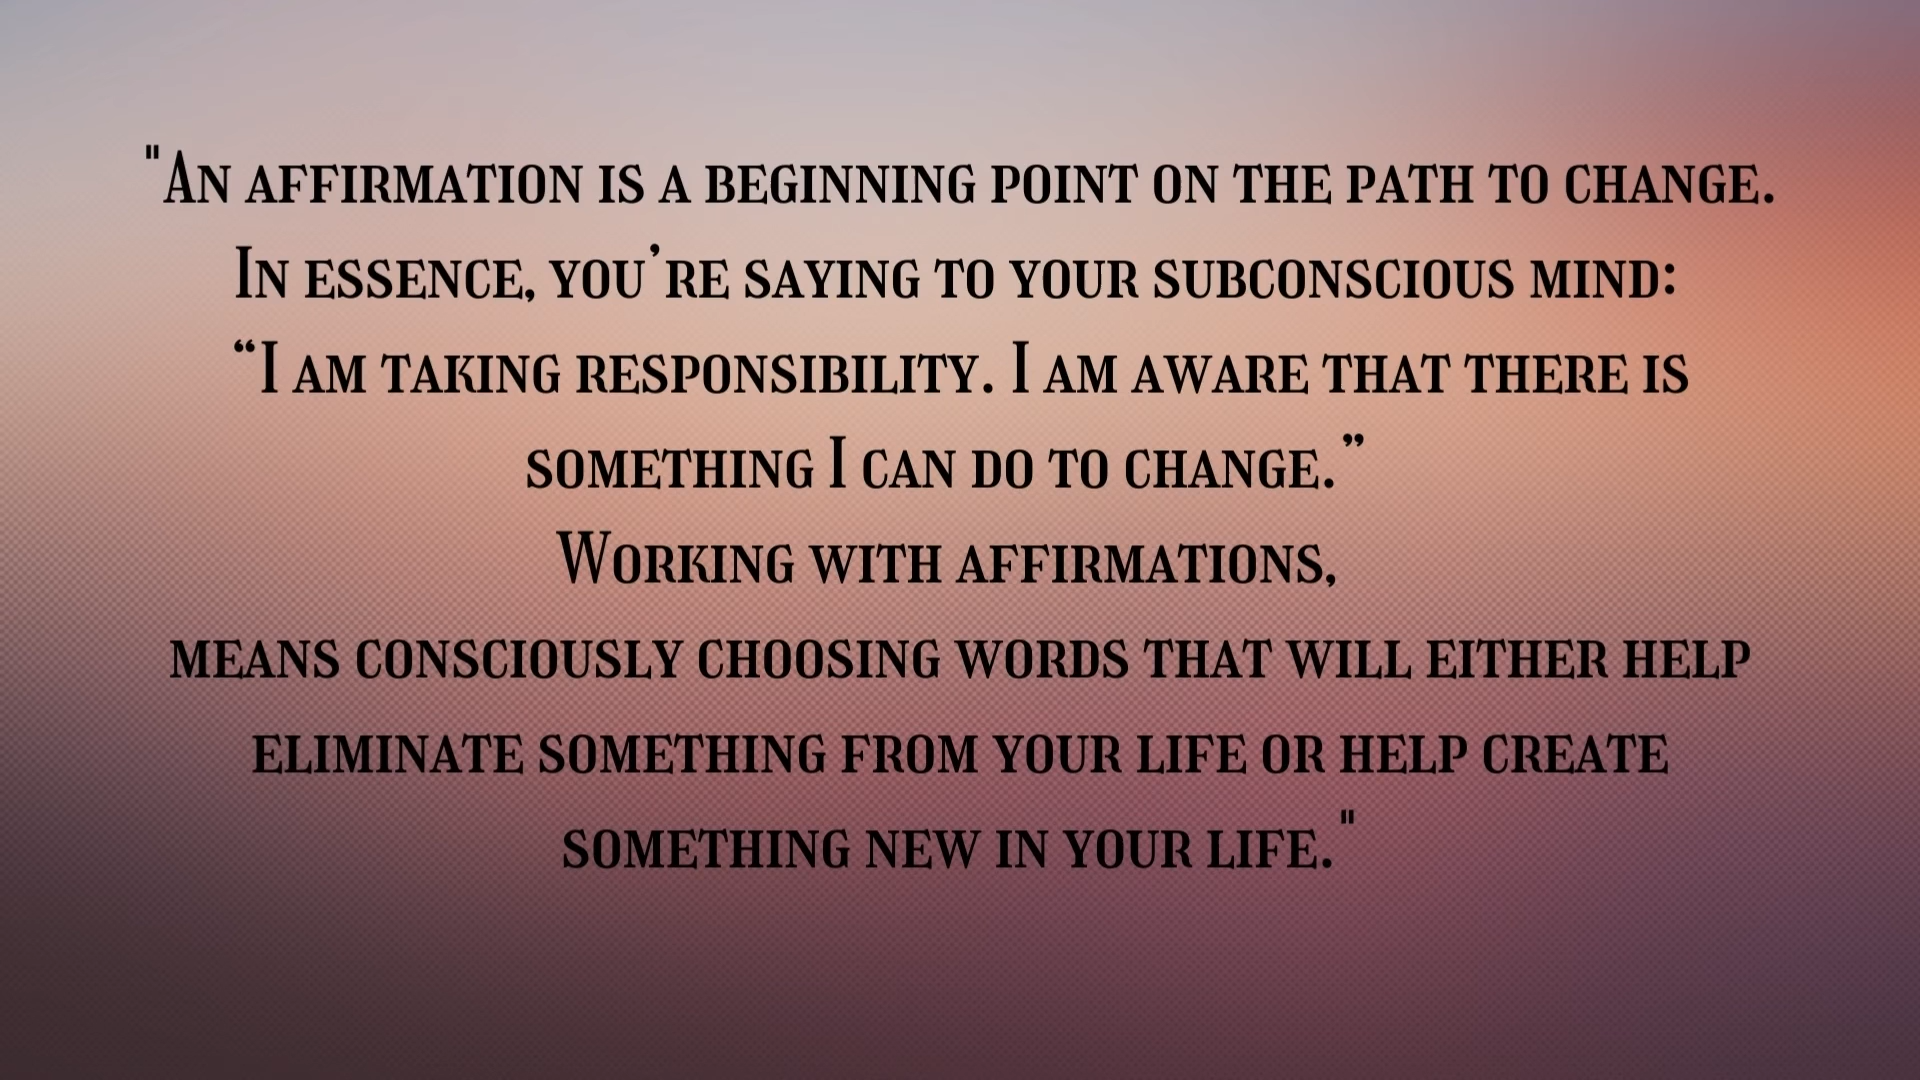 "An affirmation is a beginning point on the path to change.
In essence, you’re saying to your subconscious mind:
“I am taking responsibility. I am aware that there is
something I can do to change.”
Working with affirmations,
means consciously choosing words that will either help
eliminate something from your life or help create
something new in your life."